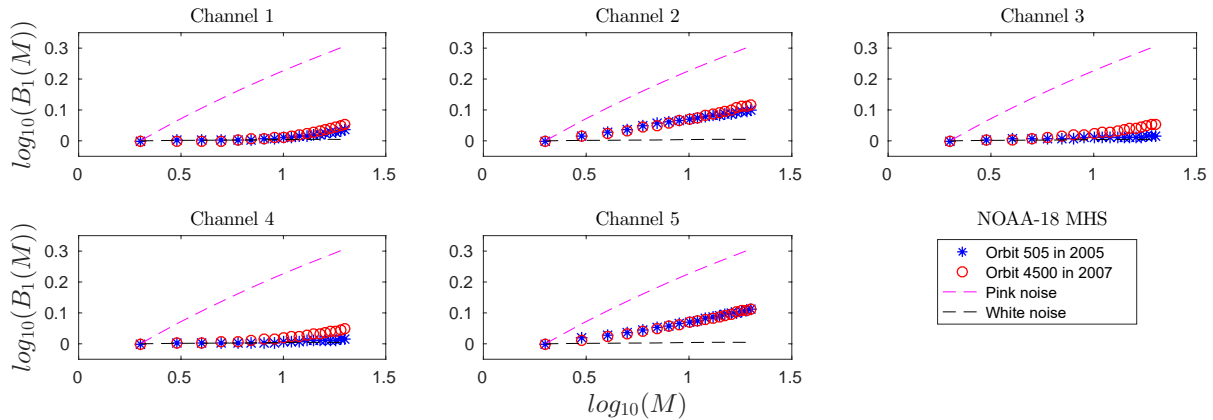 Channel 1
Channel 2
Channel 3
log10(B1(M))
0.3
0.2
0.1
0
0 0.5 1 1.5
0.3
0.2
0.1
0
0 0.5 1 1.5
0.3
0.2
0.1
0
0 0.5 1 1.5
Channel 4
Channel 5
NOAA-18 MHS
log10(B1(M))
0.3
0.2
0.1
0
0 0.5 1 1.5
0.3
0.2
0.1
0
0 0.5 1 1.5
log10(M)
Orbit 505 in 2005
Orbit 4500 in 2007
Pink noise
White noise